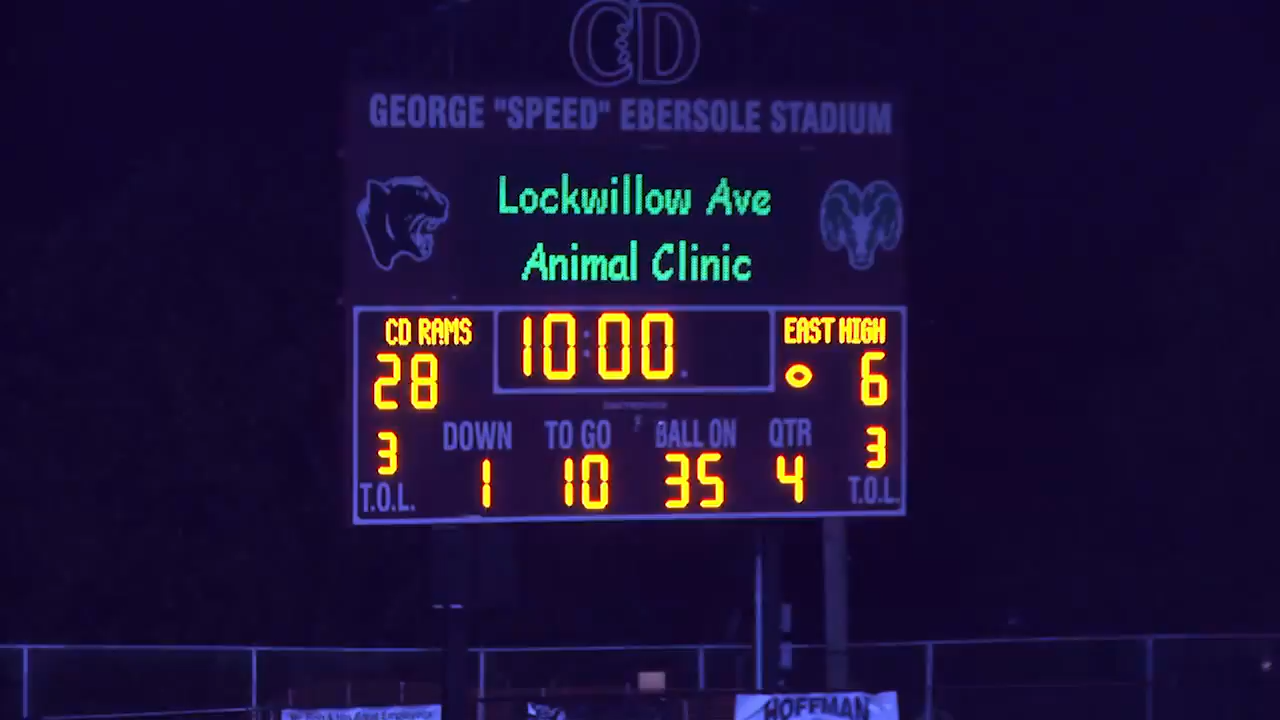 CD
GEORGE "SPEED" EBERSOLE STADIUM
Lockwillow Ave
Animal Clinic
CD RAMS
10:00
EAST HIGH
28
6
DOWN
TO GO
BALL ON
QTR
3
1
10
35
4
3
T.O.L.
T.O.L.
HOFFMAN